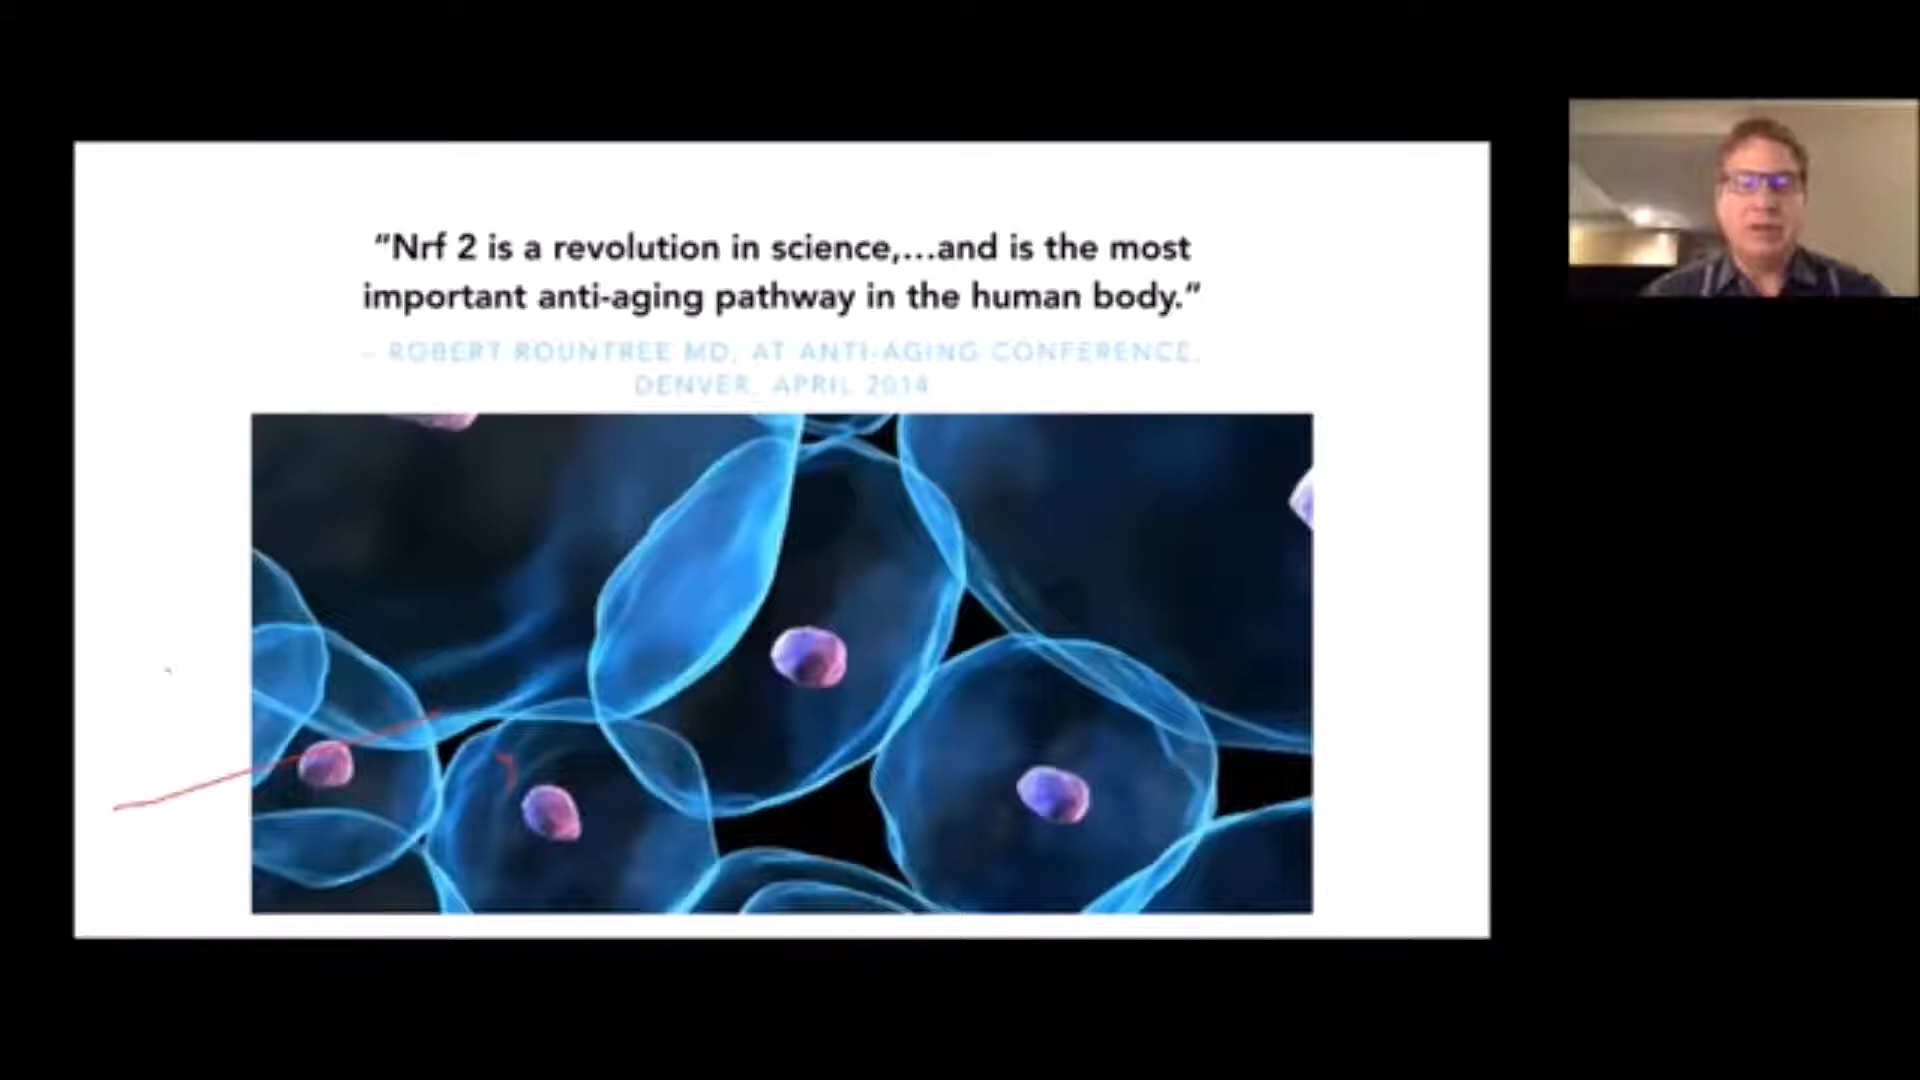 “Nrf 2 is a revolution in science,...and is the most
important anti-aging pathway in the human body.”
– ROBERT ROUNTREE MD, AT ANTI-AGING CONFERENCE,
DENVER, APRIL 2014